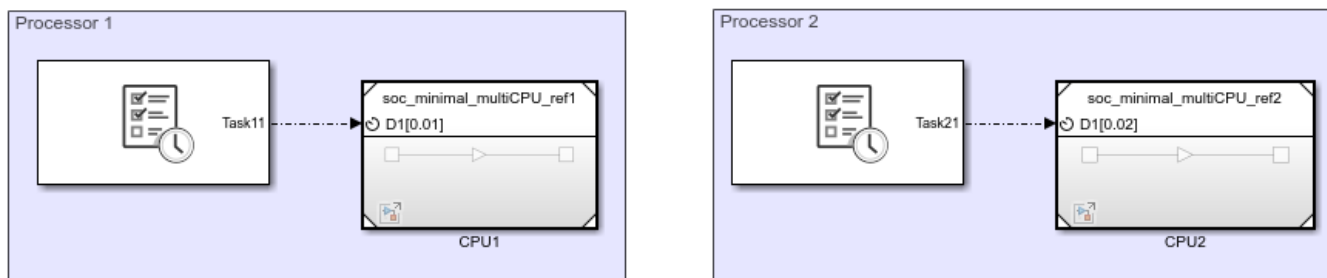 Processor 1
Task11
soc_minimal_multiCPU_ref1
D1[0.01]
CPU1
Processor 2
Task21
soc_minimal_multiCPU_ref2
D1[0.02]
CPU2